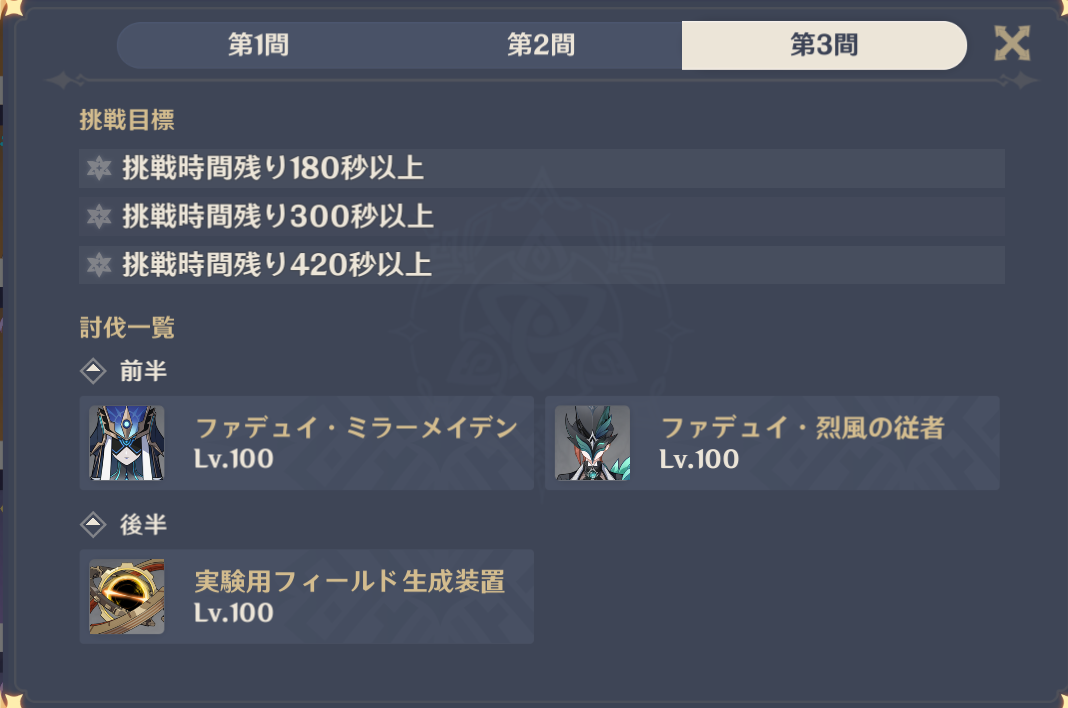 第1間
第2間
第3間
挑戦目標
挑戦時間残り180秒以上
挑戦時間残り300秒以上
挑戦時間残り420秒以上
討伐一覧
前半
ファデュイ・ミラーメイデン
Lv.100
ファデュイ・烈風の従者
Lv.100
後半
実験用フィールド生成装置
Lv.100